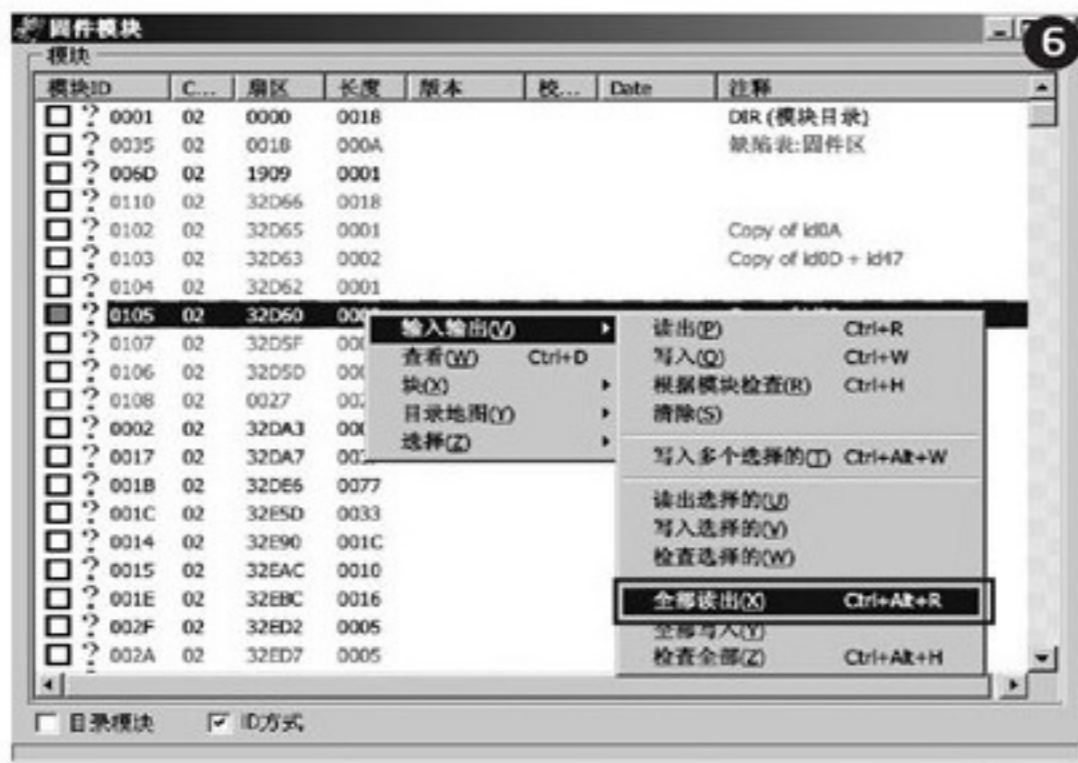 固件模块
6
模块
模块ID C... 扇区 长度 版本 校... Date 注释
? 0001 02 0000 0018 DIR (模块目录)
? 0035 02 0018 000A 缺陷表:固件区
? 006D 02 1909 0001
? 0110 02 32D66 0018
? 0102 02 32D65 0001 Copy of id0A
? 0103 02 32D63 0002 Copy of id0D + id47
? 0104 02 32D62 0001
? 0105 02 32D60
? 0107 02 32D5F
? 0106 02 32D5D
? 0108 02 0027
? 0002 02 32DA3
? 0017 02 32DA7
? 001B 02 32DE6 0077
? 001C 02 32E5D 0033
? 0014 02 32E90 001C
? 0015 02 32EAC 0010
? 001E 02 32EBC 0016
? 002F 02 32ED2 0005
? 002A 02 32ED7 0005
输入输出(V)
查看(W) Ctrl+D
块(X)
目录地图(Y)
选择(Z)
读出(P) Ctrl+R
写入(Q) Ctrl+W
根据模块检查(R) Ctrl+H
清除(S)
写入多个选择的(T) Ctrl+Alt+W
读出选择的(U)
写入选择的(V)
检查选择的(W)
全部读出(X) Ctrl+Alt+R
全部写入(Y)
检查全部(Z) Ctrl+Alt+H
目录模块 ID方式